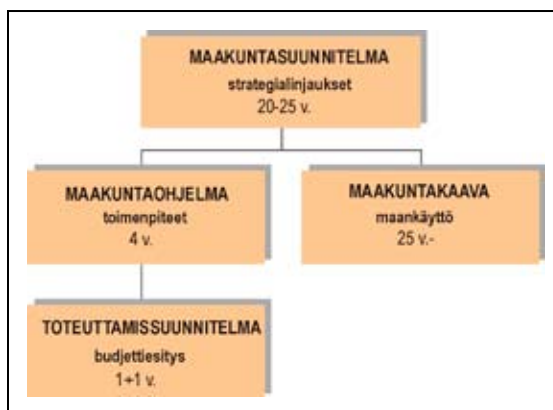 MAAKUNTASUUNNITELMA
strategialinjaukset
20-25 v.
MAAKUNTAOHJELMA
toimenpiteet
4 v.
MAAKUNTAKAAVA
maankäyttö
25 v.-
TOTEUTTAMISSUUNNITELMA
budjettiesitys
1+1 v.